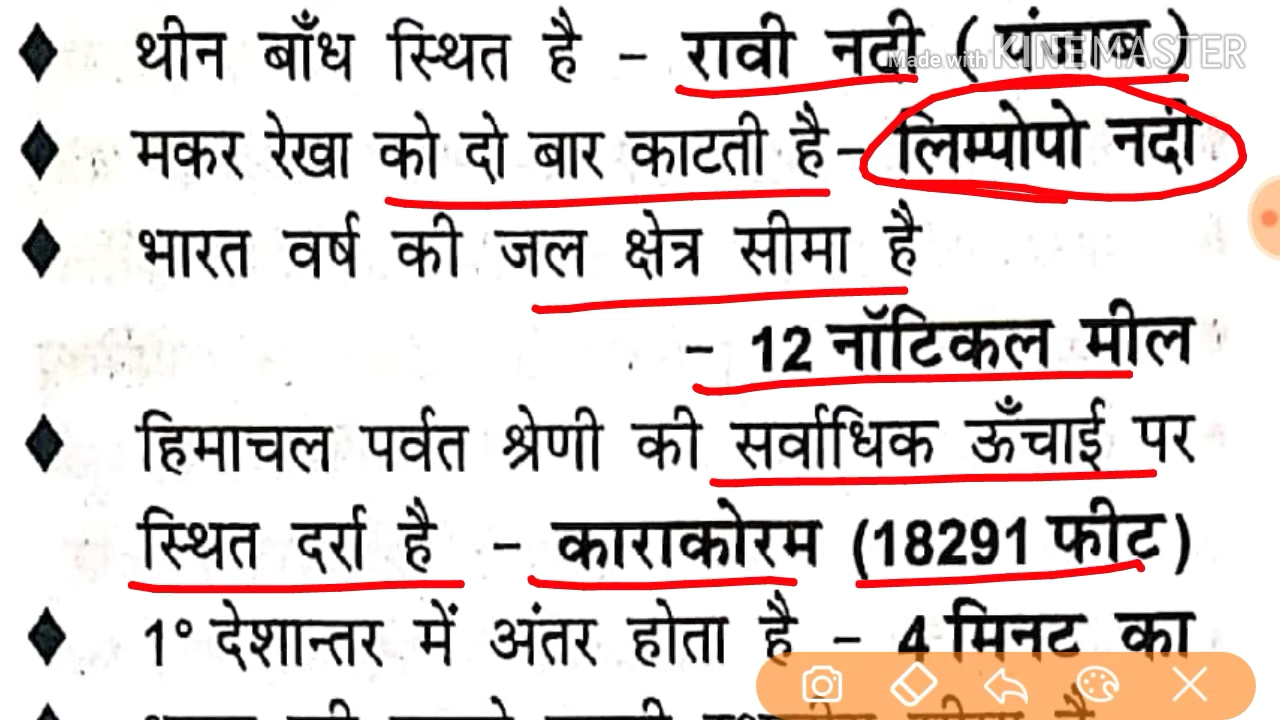 ♦ थीन बाँध स्थित है – रावी नदी (पंजाब)
Made with KINEMASTER
♦ मकर रेखा को दो बार काटती है– लिम्पोपो नदी
♦ भारत वर्ष की जल क्षेत्र सीमा है
– 12 नॉटिकल मील
♦ हिमाचल पर्वत श्रेणी की सर्वाधिक ऊँचाई पर
स्थित दर्रा है – काराकोरम (18291 फीट)
♦ 1° देशान्तर में अंतर होता है – 4 मिनट का